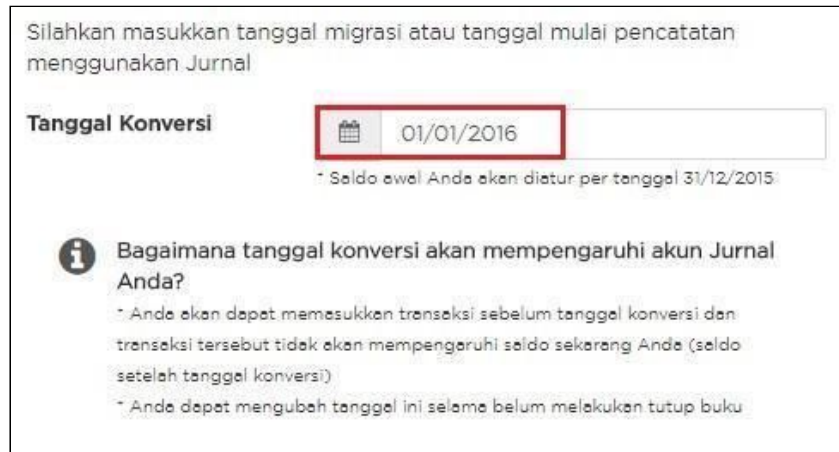 Silahkan masukkan tanggal migrasi atau tanggal mulai pencatatan
menggunakan Jurnal
Tanggal Konversi
01/01/2016
* Saldo awal Anda akan diatur per tanggal 31/12/2015
Bagaimana tanggal konversi akan mempengaruhi akun Jurnal
Anda?
* Anda akan dapat memasukkan transaksi sebelum tanggal konversi dan
transaksi tersebut tidak akan mempengaruhi saldo sekarang Anda (saldo
setelah tanggal konversi)
* Anda dapat mengubah tanggal ini selama belum melakukan tutup buku